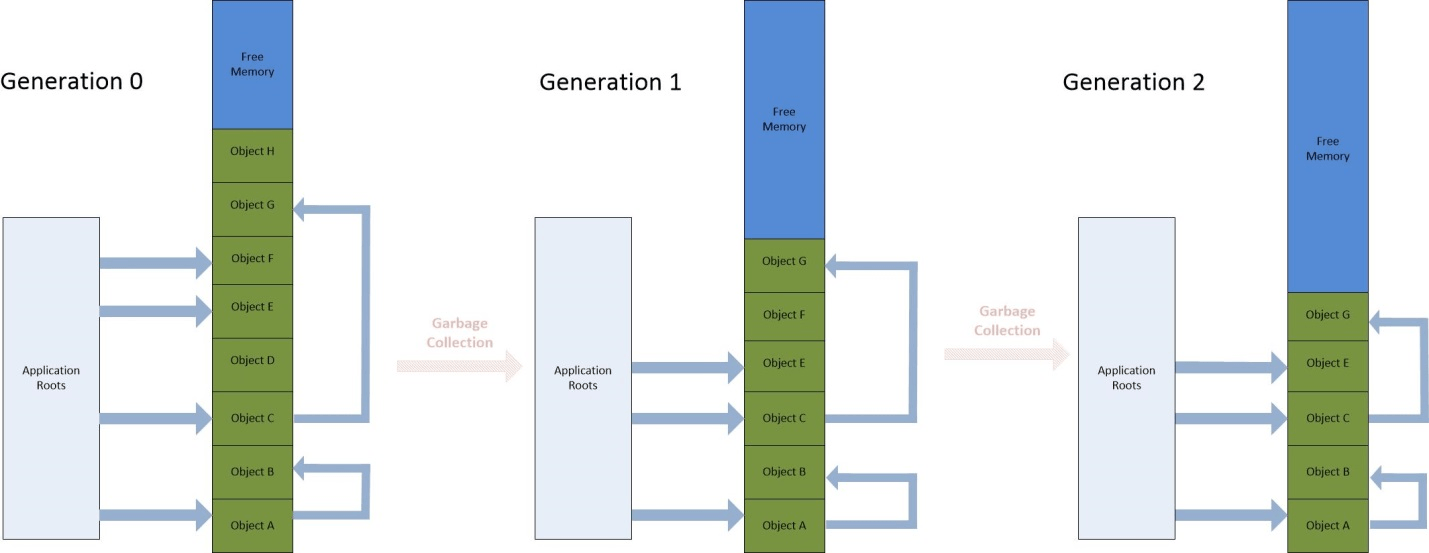 Generation 0
Free
Memory
Object H
Object G
Object F
Object E
Object D
Object C
Object B
Object A
Application
Roots
Garbage
Collection
Generation 1
Free
Memory
Object G
Object F
Object E
Object C
Object B
Object A
Application
Roots
Garbage
Collection
Generation 2
Free
Memory
Object G
Object E
Object C
Object B
Object A
Application
Roots